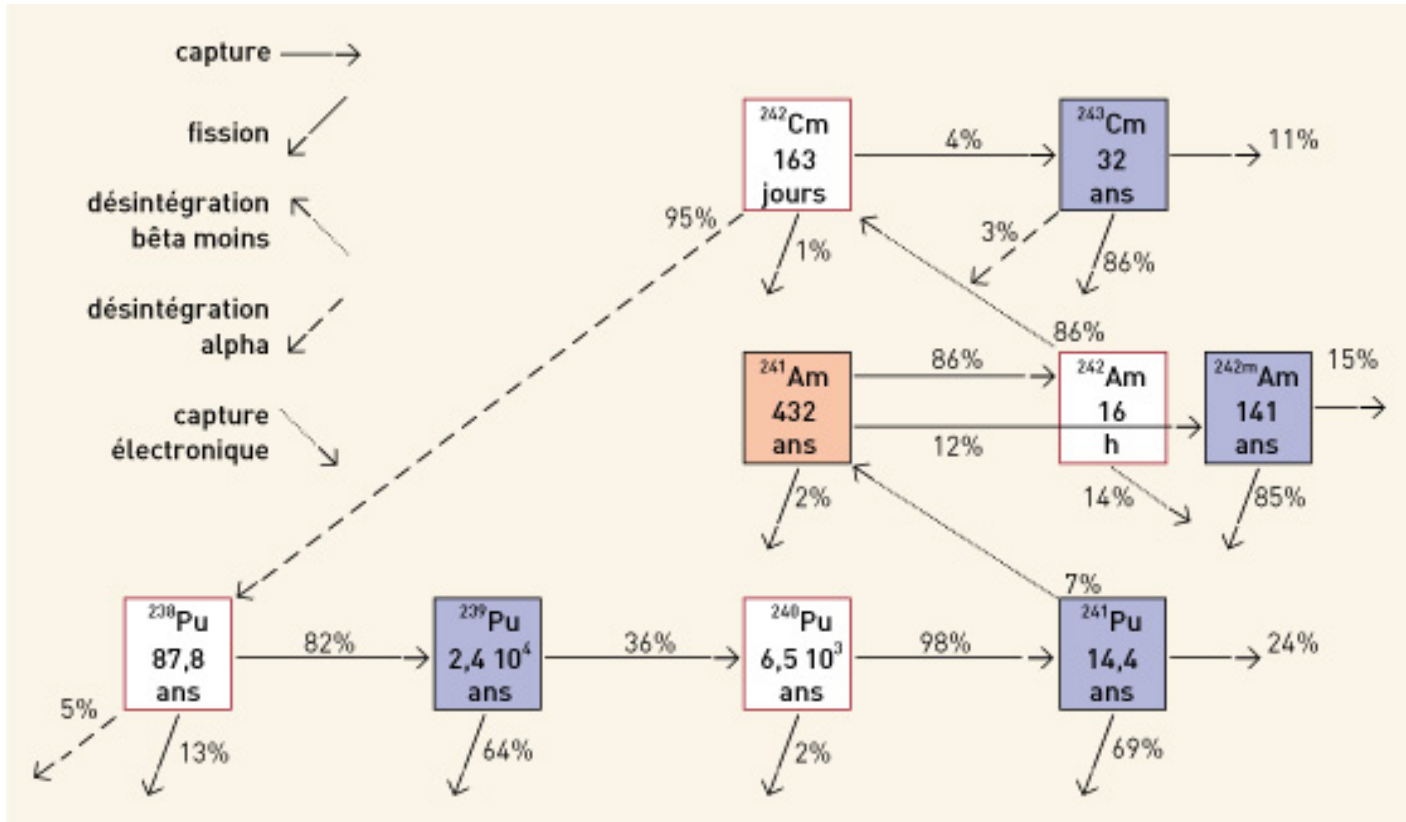 capture
fission
désintégration
bêta moins
désintégration
alpha
capture
électronique
²⁴²Cm
163
jours
4%
²⁴³Cm
32
ans
11%
95%
1%
3%
86%
86%
²⁴¹Am
432
ans
86%
12%
²⁴²Am
16
h
²⁴²ᵐAm
141
ans
15%
2%
14%
85%
7%
²³⁸Pu
87,8
ans
82%
²³⁹Pu
2,4 10⁴
ans
36%
²⁴⁰Pu
6,5 10³
ans
98%
²⁴¹Pu
14,4
ans
24%
5%
13%
64%
2%
69%